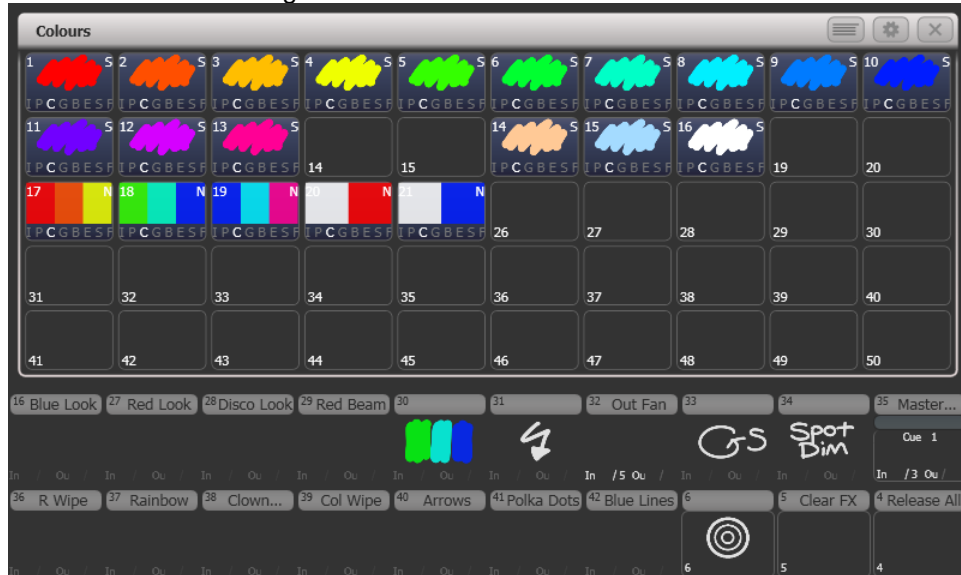 Colours
1 S 2 S 3 S 4 S 5 S 6 S 7 S 8 S 9 S 10 S
IPCGBESF IPCGBESF IPCGBESF IPCGBESF IPCGBESF IPCGBESF IPCGBESF IPCGBESF IPCGBESF IPCGBESF
11 S 12 S 13 S 14 S 15 S 16 S
IPCGBESF IPCGBESF IPCGBESF 14 15 IPCGBESF IPCGBESF IPCGBESF 19 20
17 N 18 N 19 N 20 N 21 N
IPCGBESF IPCGBESF IPCGBESF IPCGBESF IPCGBESF 26 27 28 29 30
31 32 33 34 35 36 37 38 39 40
41 42 43 44 45 46 47 48 49 50
16 Blue Look 27 Red Look 28 Disco Look 29 Red Beam 30 31 32 Out Fan 33 34 35 Master...
GS Spot Dim Cue 1
In / Ou / In / Ou / In / Ou / In / Ou / In / Ou / In / Ou / In / 5 Ou / In / Ou / In / Ou / In / 3 Ou /
36 R Wipe 37 Rainbow 38 Clown... 39 Col Wipe 40 Arrows 41 Polka Dots 42 Blue Lines 6 5 Clear FX 4 Release All
In / Ou / In / Ou / In / Ou / In / Ou / In / Ou / In / Ou / In / Ou / 6 5 4